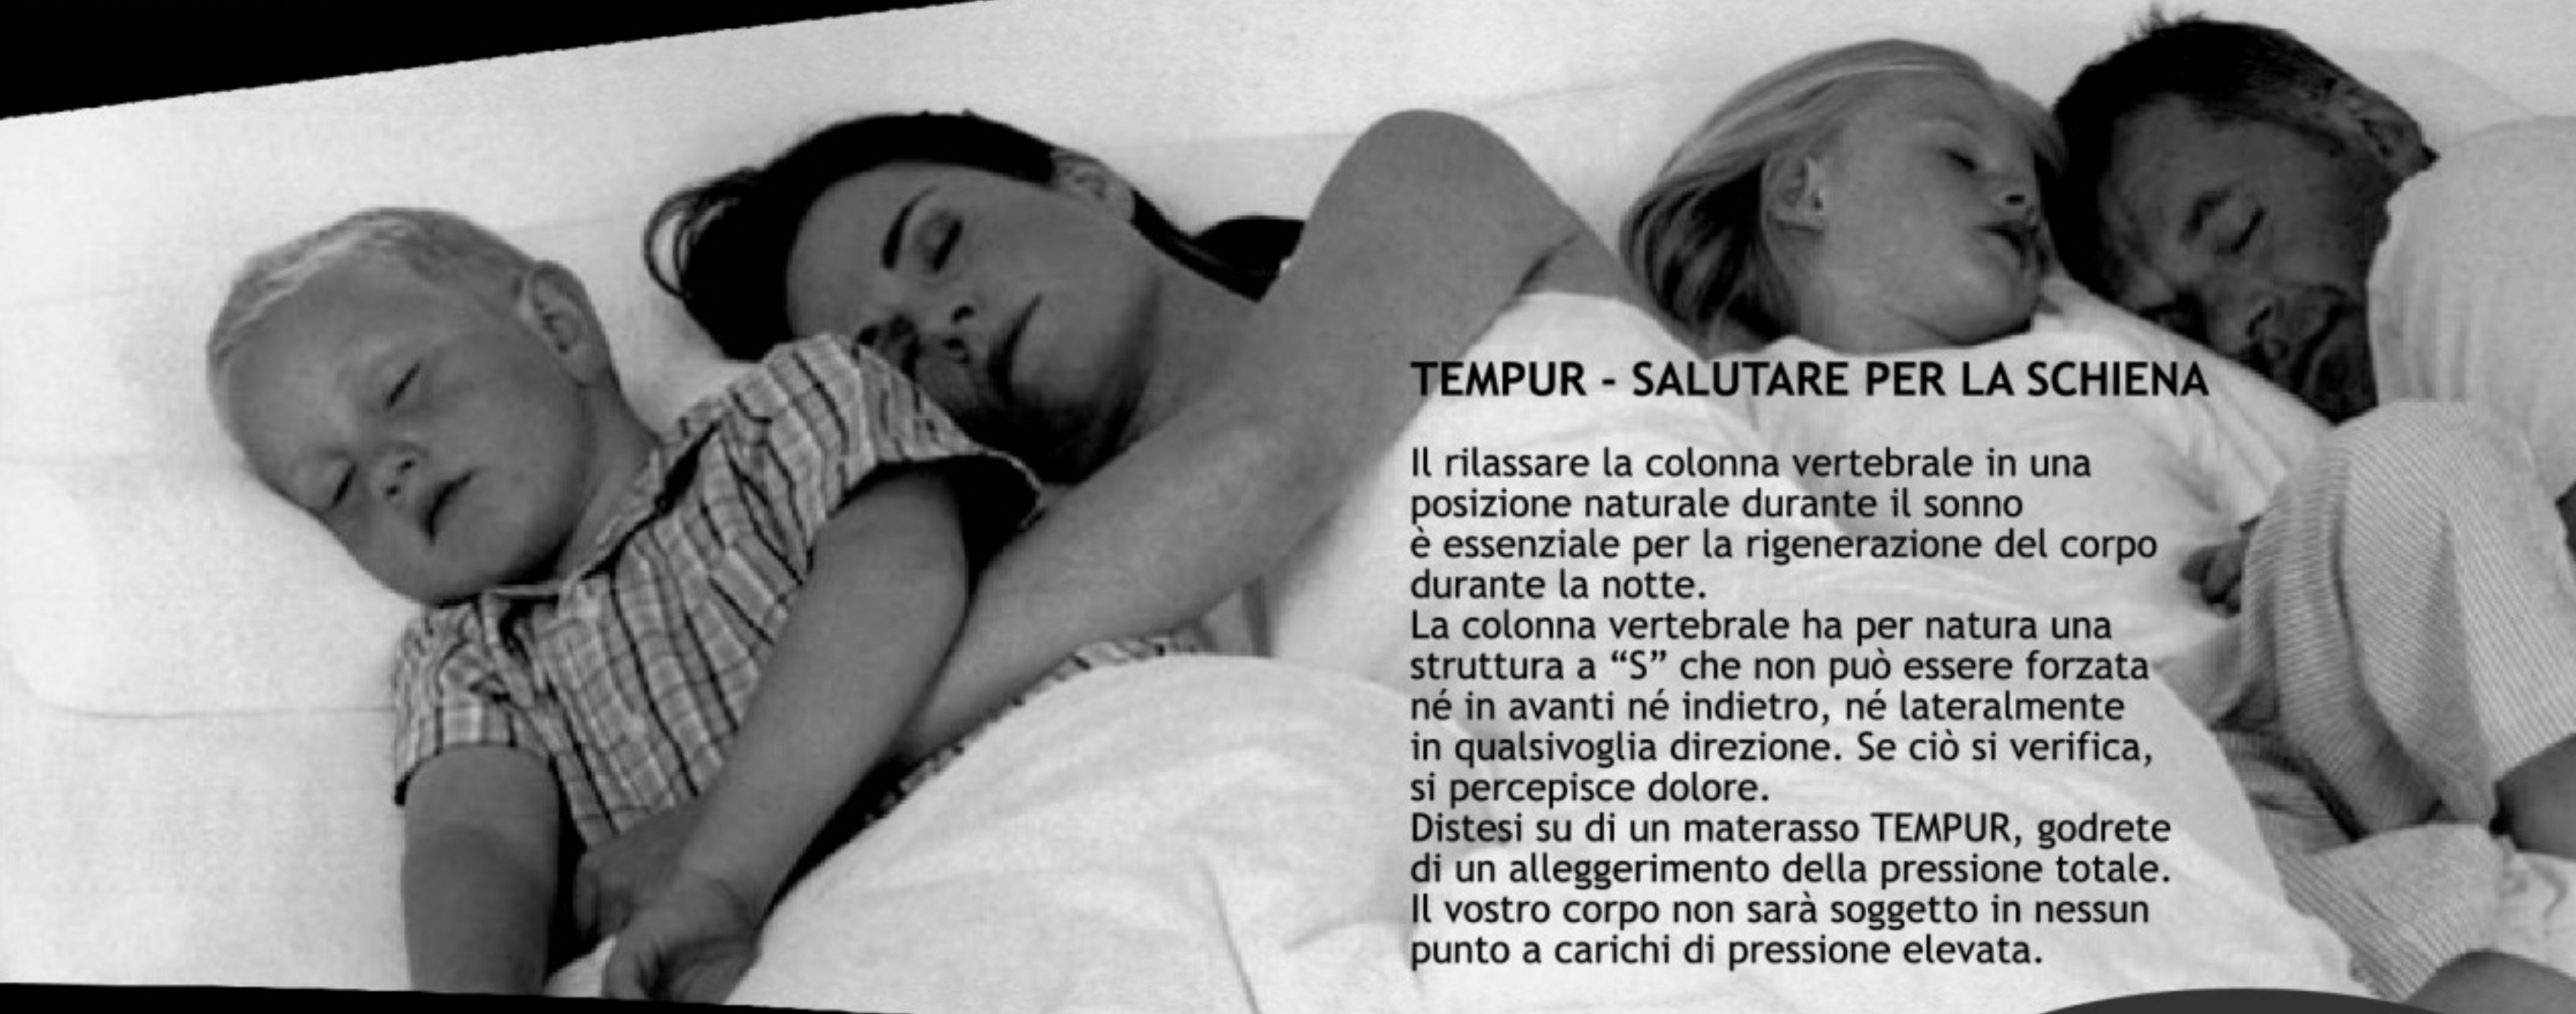 TEMPUR - SALUTARE PER LA SCHIENA
Il rilassare la colonna vertebrale in una
posizione naturale durante il sonno
è essenziale per la rigenerazione del corpo
durante la notte.
La colonna vertebrale ha per natura una
struttura a “S” che non può essere forzata
né in avanti né indietro, né lateralmente
in qualsivoglia direzione. Se ciò si verifica,
si percepisce dolore.
Distesi su di un materasso TEMPUR, godrete
di un alleggerimento della pressione totale.
Il vostro corpo non sarà soggetto in nessun
punto a carichi di pressione elevata.